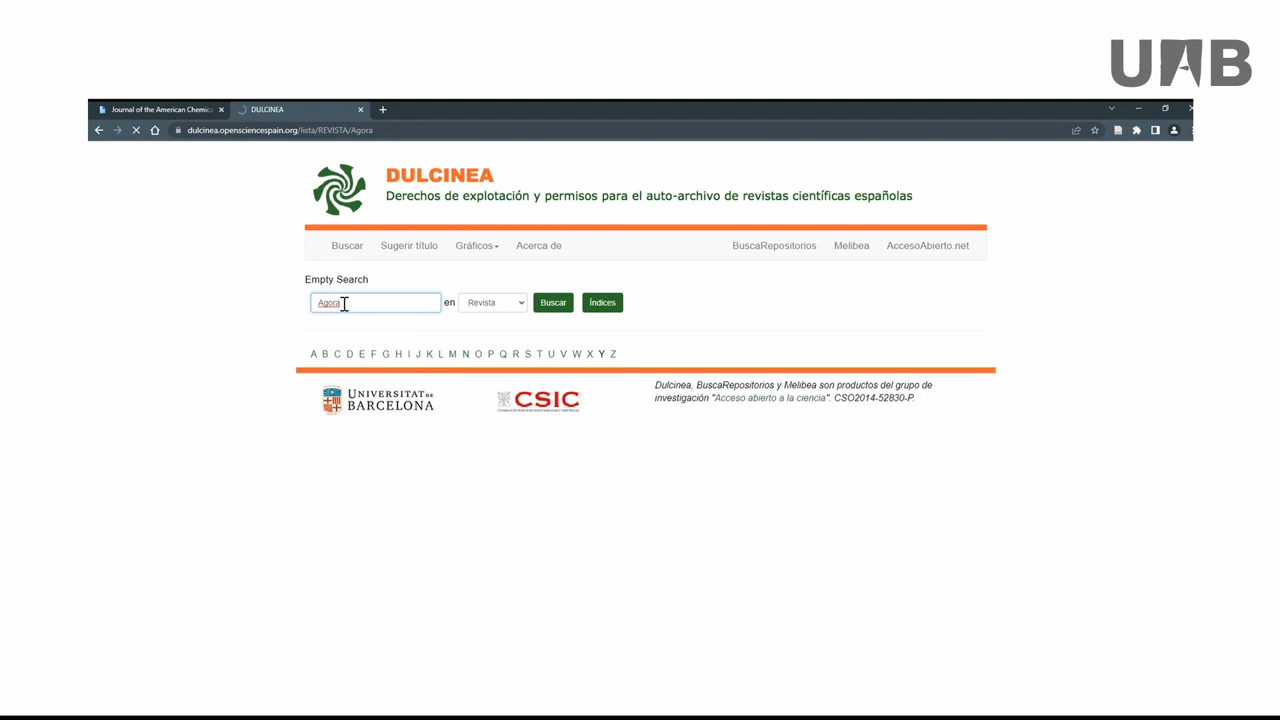 UAB
Journal of the American Chemic
DULCINEA
dulcinea.opensciencespain.org/lista/REVISTA/Agora
DULCINEA
Derechos de explotación y permisos para el auto-archivo de revistas científicas españolas
Buscar Sugerir título Gráficos Acerca de BuscaRepositorios Melibea AccesoAbierto.net
Empty Search
Agora en Revista Buscar Índices
A B C D E F G H I J K L M N O P Q R S T U V W X Y Z
UNIVERSITAT DE
BARCELONA
CSIC
Dulcinea, BuscaRepositorios y Melibea son productos del grupo de
investigación "Acceso abierto a la ciencia". CSO2014-52830-P.